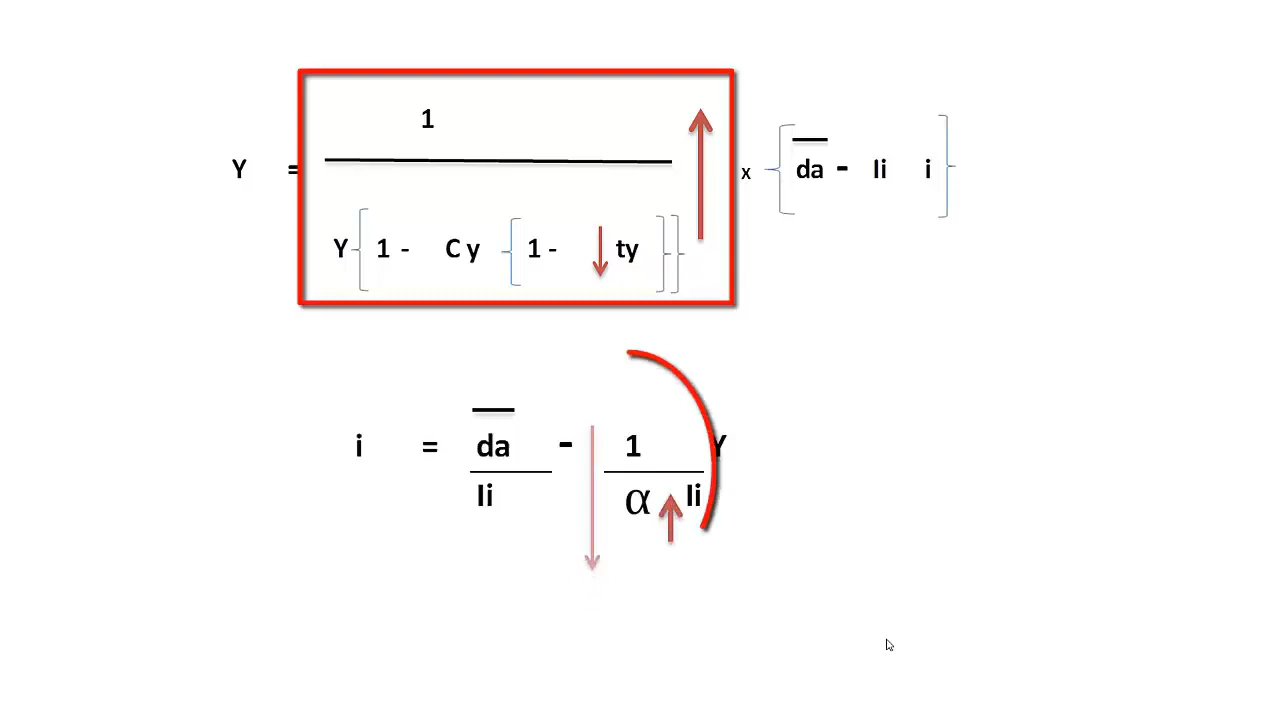 1
Y = x da - Ii i
Y 1 - C y 1 - ty
i = da - 1 Y
Ii α Ii